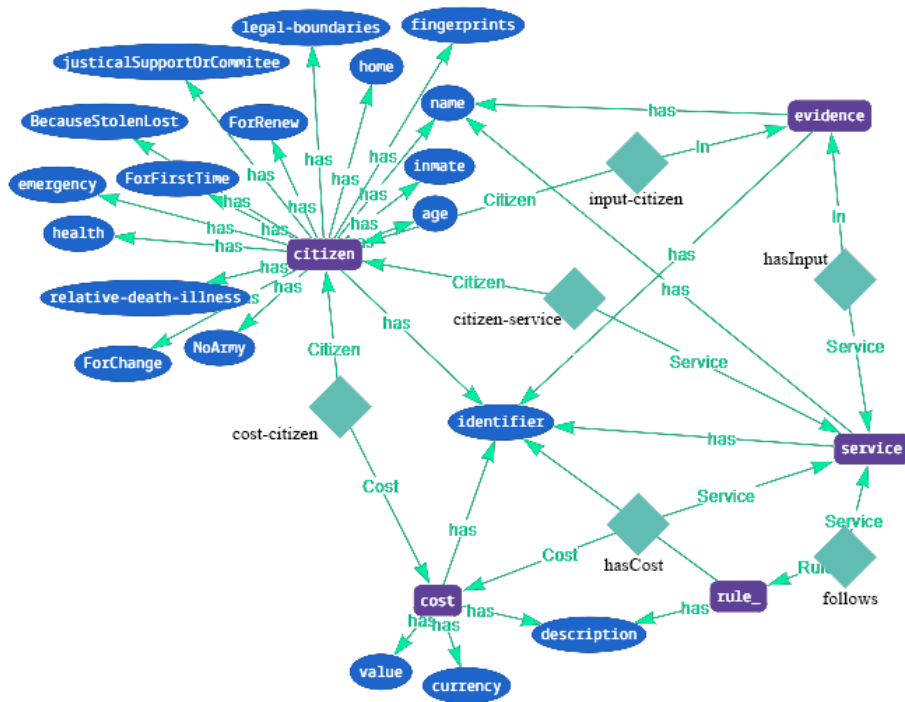 legal-boundaries
fingerprints
justicalSupportOrCommitee
home
has
name
has
evidence
BecauseStolenLost
ForRenew
has
has
has
has
has
In
inmate
emergency
ForFirstTime
has
has
Citizen
input-citizen
has
has
age
In
health
has
has
has
citizen
has
hasInput
has
Citizen
relative-death-illness
has
has
citizen-service
has
Service
ForChange
NoArmy
Citizen
Service
cost-citizen
identifier
has
service
Cost
Service
has
Service
Cost
hasCost
Rul
follows
cost
has
has
rule_
has
has
description
value
currency